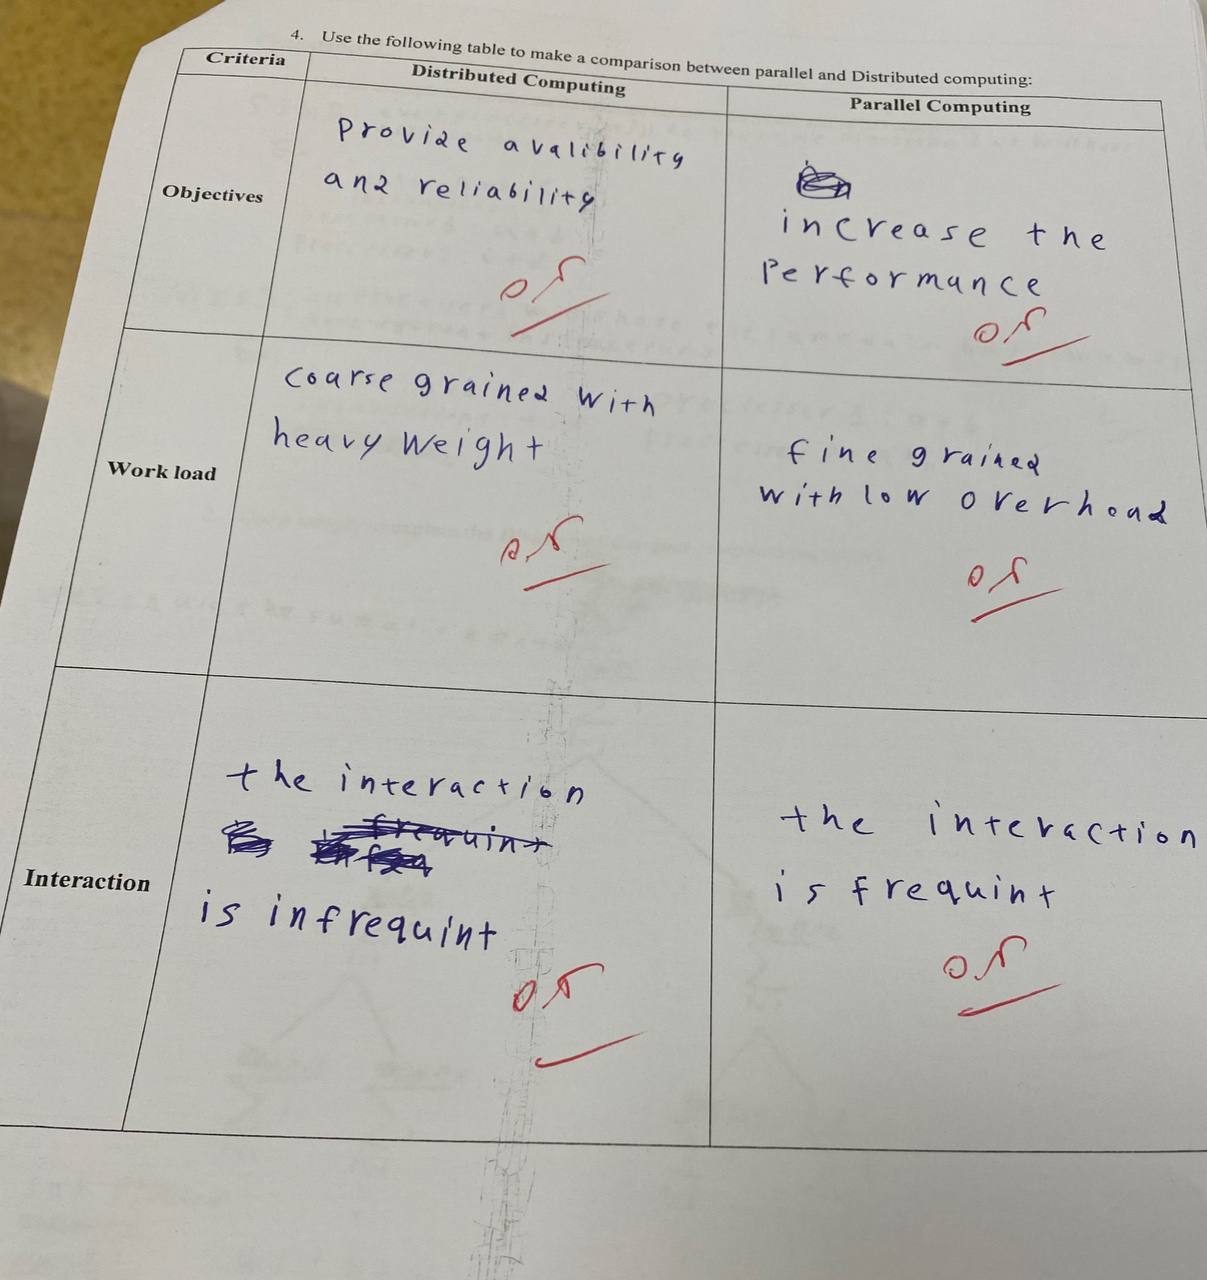 4. Use the following table to make a comparison between parallel and Distributed computing:
Criteria
Distributed Computing
Parallel Computing
Objectives
Provide avalibility
and reliability
0.5
increase the
Performance
0.5
Work load
coarse grained with
heavy weight
0.5
fine grained
with low overhead
0.5
Interaction
the interaction
is infrequint
0.5
the interaction
is frequint
0.5